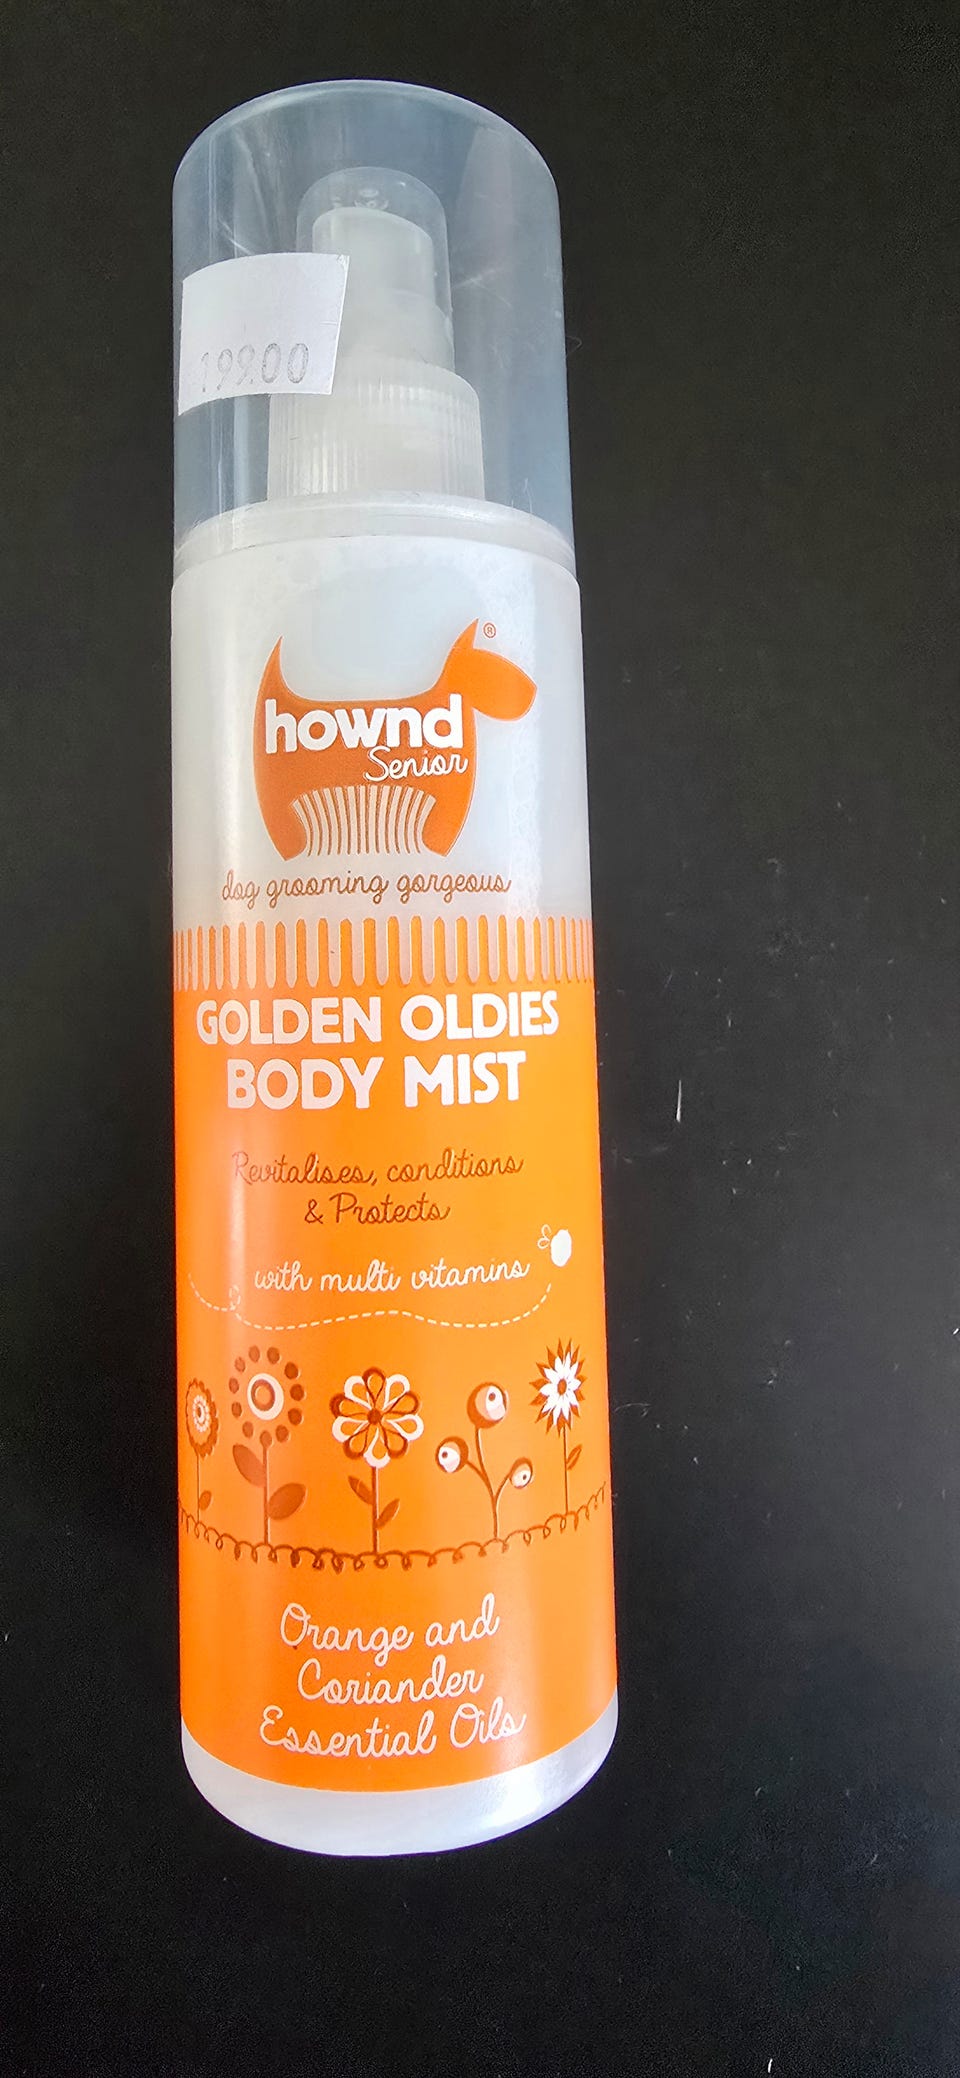 199.00
®
hownd
Senior
dog grooming gorgeous
GOLDEN OLDIES
BODY MIST
Revitalises, conditions
& Protects
with multi vitamins
Orange and
Coriander
Essential Oils